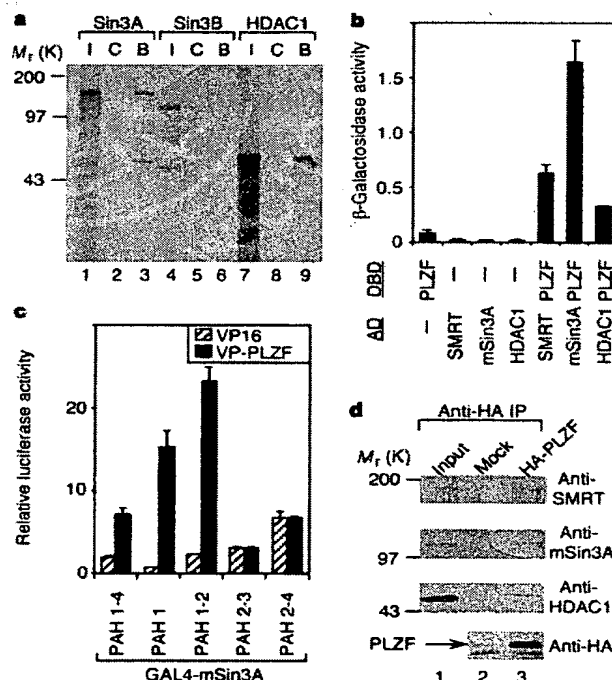 a
Sin3A Sin3B HDAC1
Mr (K) I C B I C B I C B
200
97
43
1 2 3 4 5 6 7 8 9
b
β-Galactosidase activity
1.5
1.0
0.5
0
DBD PLZF – – – PLZF PLZF PLZF
AD – SMRT mSin3A HDAC1 SMRT mSin3A HDAC1
c
VP16
VP-PLZF
Relative luciferase activity
20
10
0
PAH 1-4 PAH 1 PAH 1-2 PAH 2-3 PAH 2-4
GAL4-mSin3A
d
Anti-HA IP
Mr (K) Input Mock HA-PLZF
200
Anti-SMRT
Anti-mSin3A
97
Anti-HDAC1
43
PLZF Anti-HA
1 2 3